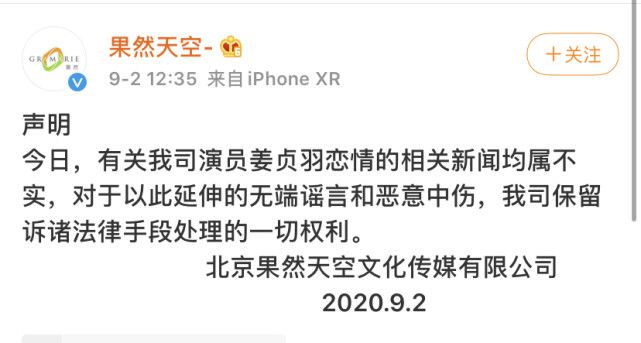 果然天空-
9-2 12:35 来自iPhone XR
+关注
GRAMARIE
果然
声明
今日，有关我司演员姜贞羽恋情的相关新闻均属不
实，对于以此延伸的无端谣言和恶意中伤，我司保留
诉诸法律手段处理的一切权利。
北京果然天空文化传媒有限公司
2020.9.2